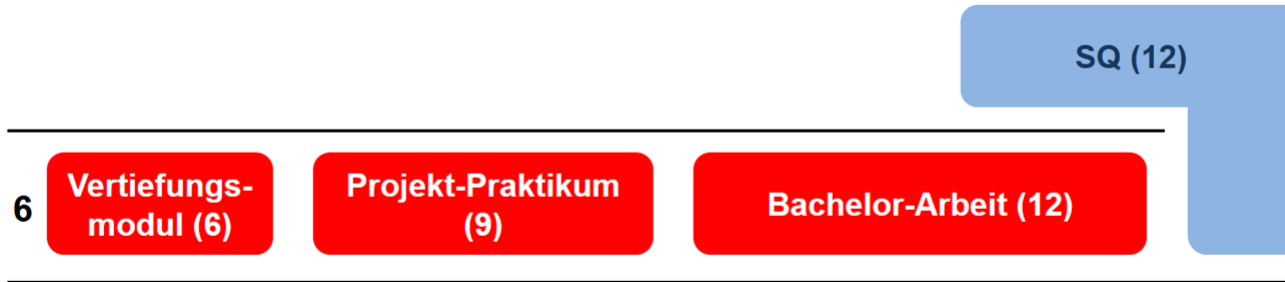 SQ (12)
6
Vertiefungs-
modul (6)
Projekt-Praktikum
(9)
Bachelor-Arbeit (12)